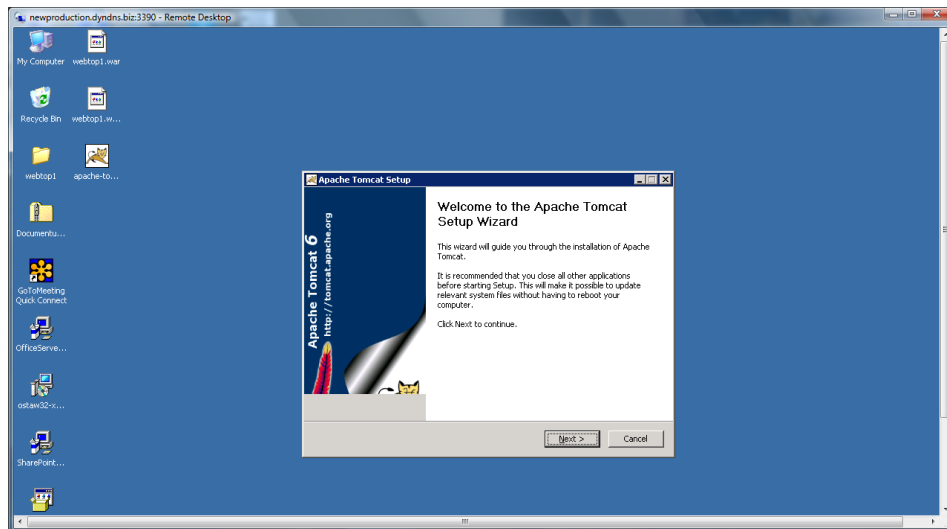 newproduction.dyndns.biz:3390 - Remote Desktop
My Computer
webtop1.war
Recycle Bin
webtop1.w...
webtop1
apache-to...
Documentu...
GoToMeeting
Quick Connect
OfficeServe...
ostaw32-x...
SharePoint...
Apache Tomcat Setup
Apache Tomcat 6
http://tomcat.apache.org
Welcome to the Apache Tomcat
Setup Wizard
This wizard will guide you through the installation of Apache
Tomcat.
It is recommended that you close all other applications
before starting Setup. This will make it possible to update
relevant system files without having to reboot your
computer.
Click Next to continue.
Next >
Cancel